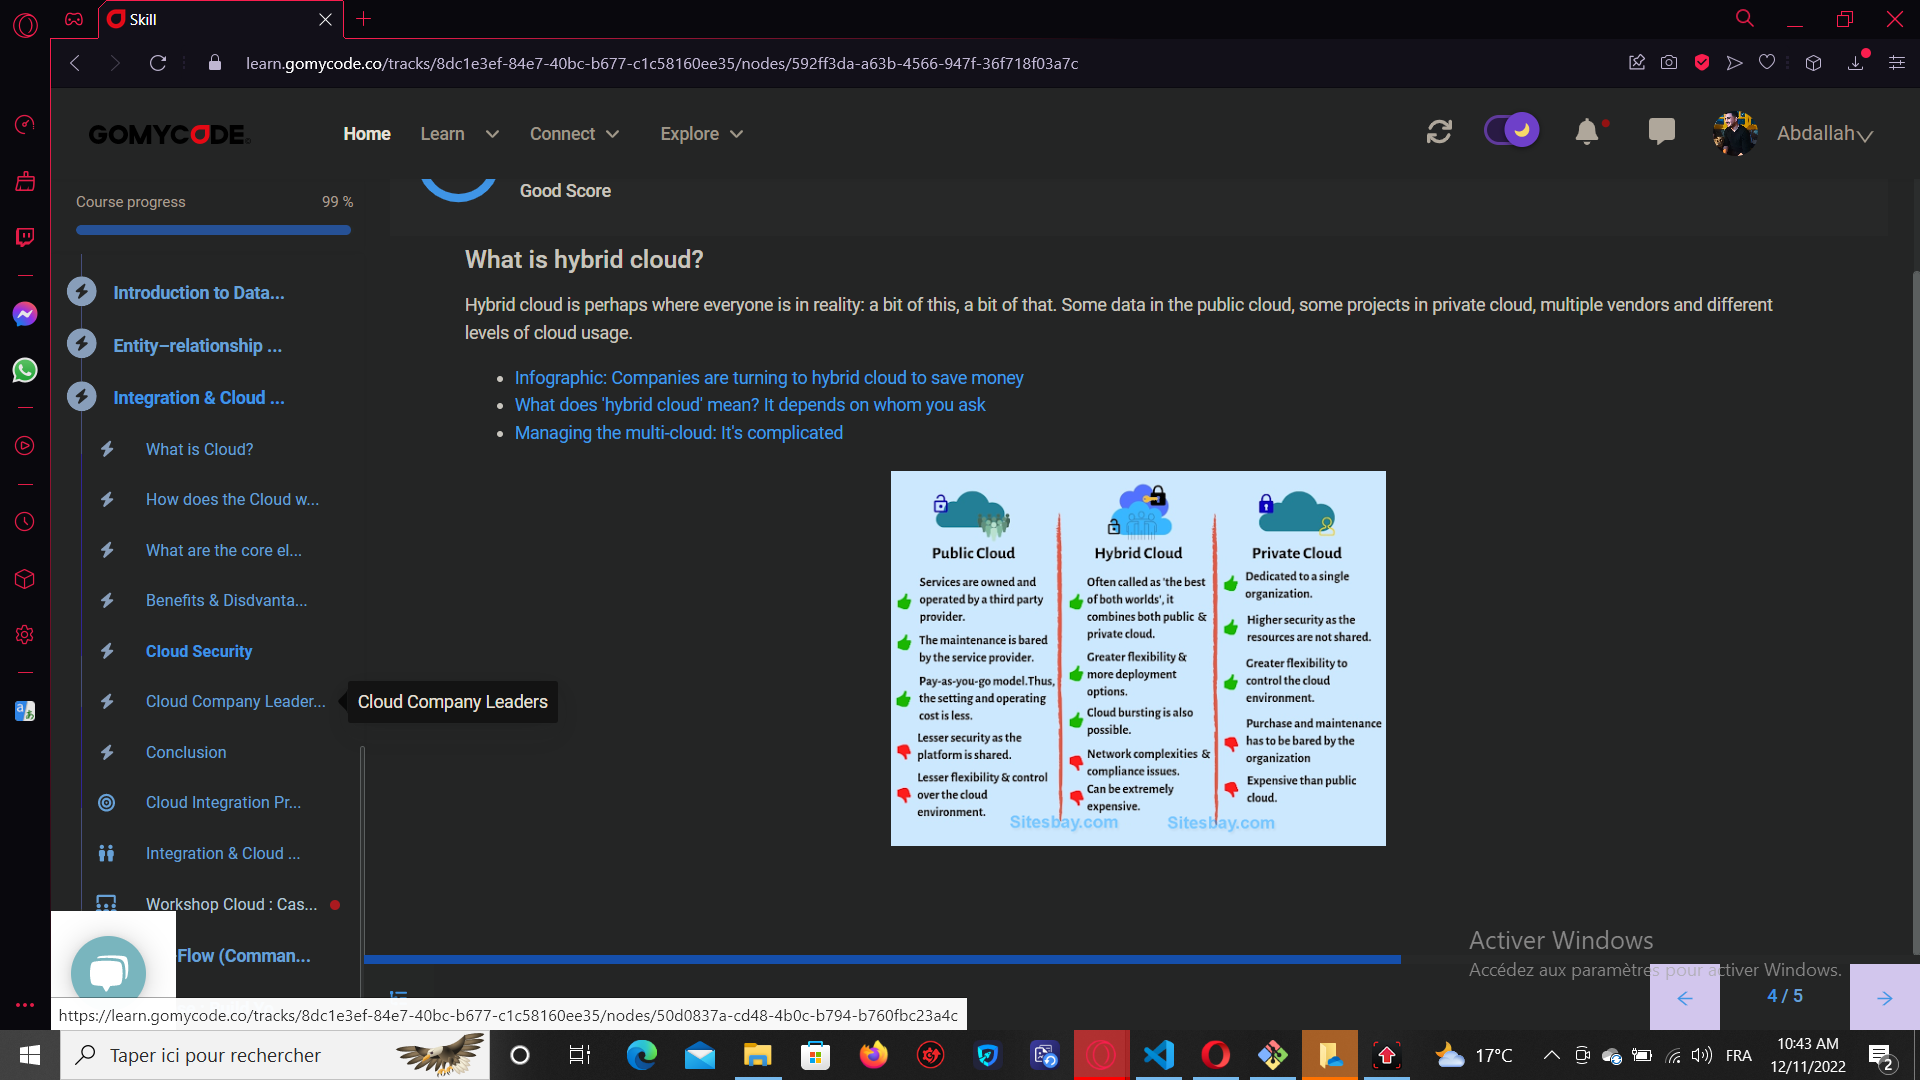 Skill
learn.gomycode.co/tracks/8dc1e3ef-84e7-40bc-b677-c1c58160ee35/nodes/592ff3da-a63b-4566-947f-36f718f03a7c
GOMYCODE
Home
Learn
Connect
Explore
Abdallah
Course progress
99 %
Introduction to Data...
Entity–relationship ...
Integration & Cloud ...
What is Cloud?
How does the Cloud w...
What are the core el...
Benefits & Disdvanta...
Cloud Security
Cloud Company Leader...
Cloud Company Leaders
Conclusion
Cloud Integration Pr...
Integration & Cloud ...
Workshop Cloud : Cas...
Flow (Comman...
Good Score
What is hybrid cloud?
Hybrid cloud is perhaps where everyone is in reality: a bit of this, a bit of that. Some data in the public cloud, some projects in private cloud, multiple vendors and different
levels of cloud usage.
Infographic: Companies are turning to hybrid cloud to save money
What does 'hybrid cloud' mean? It depends on whom you ask
Managing the multi-cloud: It's complicated
Public Cloud
Services are owned and
operated by a third party
provider.
The maintenance is bared
by the service provider.
Pay-as-you-go model.Thus,
the setting and operating
cost is less.
Lesser security as the
platform is shared.
Lesser flexibility & control
over the cloud
environment.
Hybrid Cloud
Often called as 'the best
of both worlds', it
combines both public &
private cloud.
Greater flexibility &
more deployment
options.
Cloud bursting is also
possible.
Network complexities &
compliance issues.
Can be extremely
expensive.
Private Cloud
Dedicated to a single
organization.
Higher security as the
resources are not shared.
Greater flexibility to
control the cloud
environment.
Purchase and maintenance
has to be bared by the
organization
Expensive than public
cloud.
Sitesbay.com
Sitesbay.com
Activer Windows
Accédez aux paramètres pour activer Windows.
4 / 5
https://learn.gomycode.co/tracks/8dc1e3ef-84e7-40bc-b677-c1c58160ee35/nodes/50d0837a-cd48-4b0c-b794-b760fbc23a4c
Taper ici pour rechercher
17°C
FRA
10:43 AM
12/11/2022
2